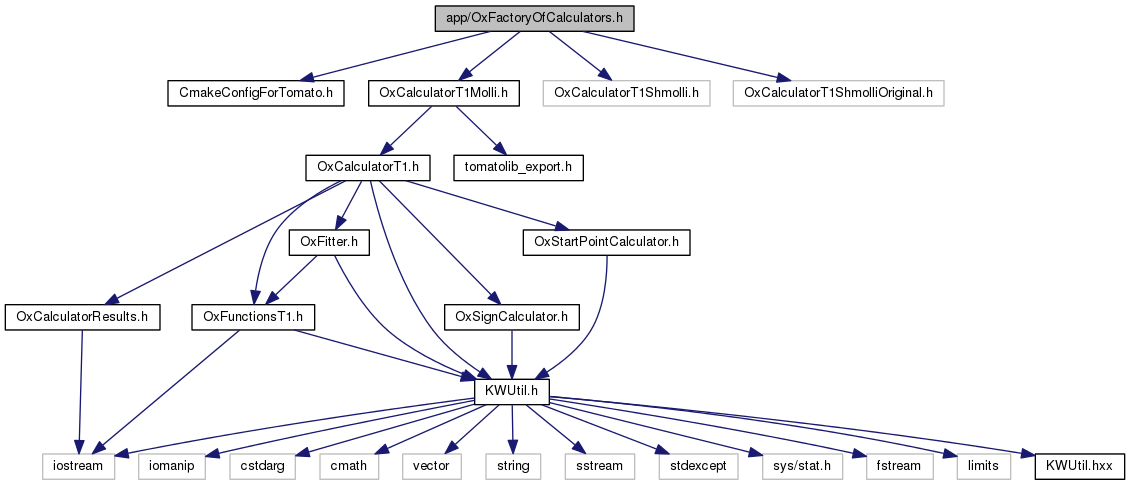 app/OxFactoryOfCalculators.h
CmakeConfigForTomato.h
OxCalculatorT1Molli.h
OxCalculatorT1Shmolli.h
OxCalculatorT1ShmolliOriginal.h
OxCalculatorT1.h
tomatolib_export.h
OxFitter.h
OxStartPointCalculator.h
OxCalculatorResults.h
OxFunctionsT1.h
OxSignCalculator.h
KWUtil.h
iostream
iomanip
cstdarg
cmath
vector
string
sstream
stdexcept
sys/stat.h
fstream
limits
KWUtil.hxx